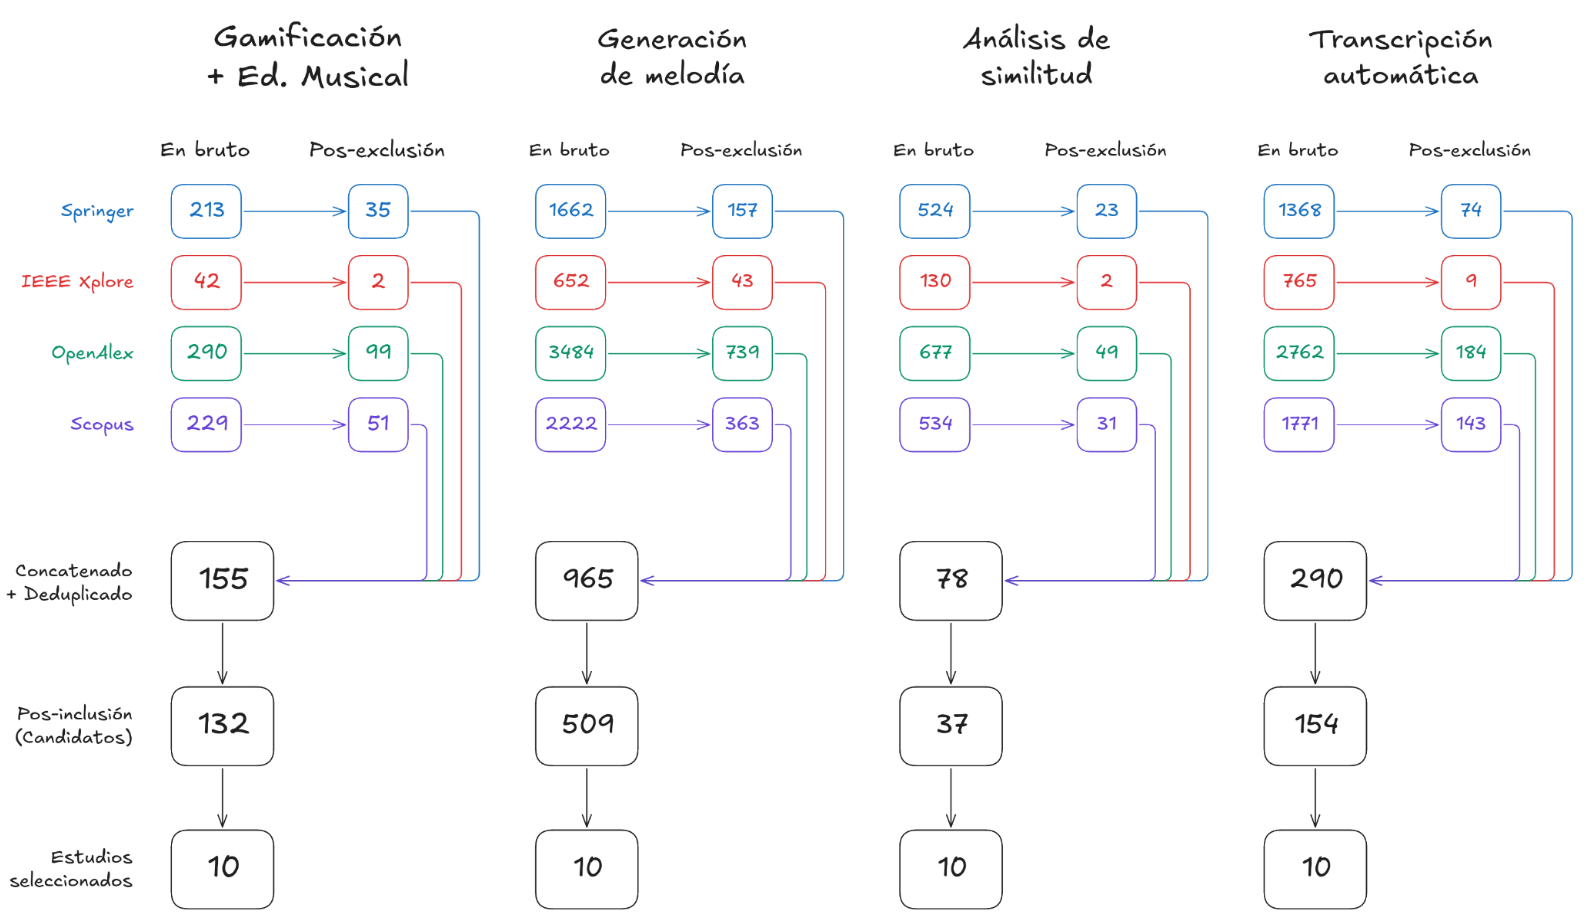 Gamificación
+ Ed. Musical
Generación
de melodía
Análisis de
similitud
Transcripción
automática
En bruto Pos-exclusión En bruto Pos-exclusión En bruto Pos-exclusión En bruto Pos-exclusión
Springer 213 35 1662 157 524 23 1368 74
IEEE Xplore 42 2 652 43 130 2 765 9
OpenAlex 290 99 3484 739 677 49 2762 184
Scopus 229 51 2222 363 534 31 1771 143
Concatenado
+ Deduplicado
155 965 78 290
Pos-inclusión
(Candidatos)
132 509 37 154
Estudios
seleccionados
10 10 10 10